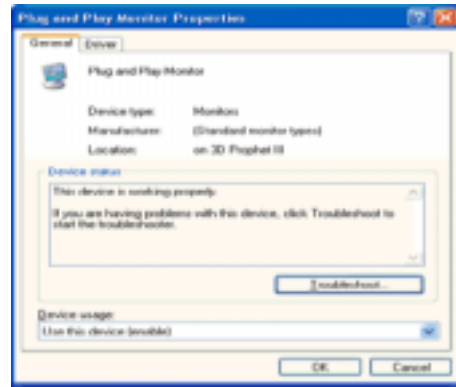 Plug and Play Monitor Properties
General Driver
Plug and Play Monitor
Device type: Monitors
Manufacturer: (Standard monitor types)
Location: on 3D Prophet III
Device status
This device is working properly.
If you are having problems with this device, click Troubleshoot to
start the troubleshooter.
Troubleshoot...
Device usage:
Use this device (enable)
OK Cancel